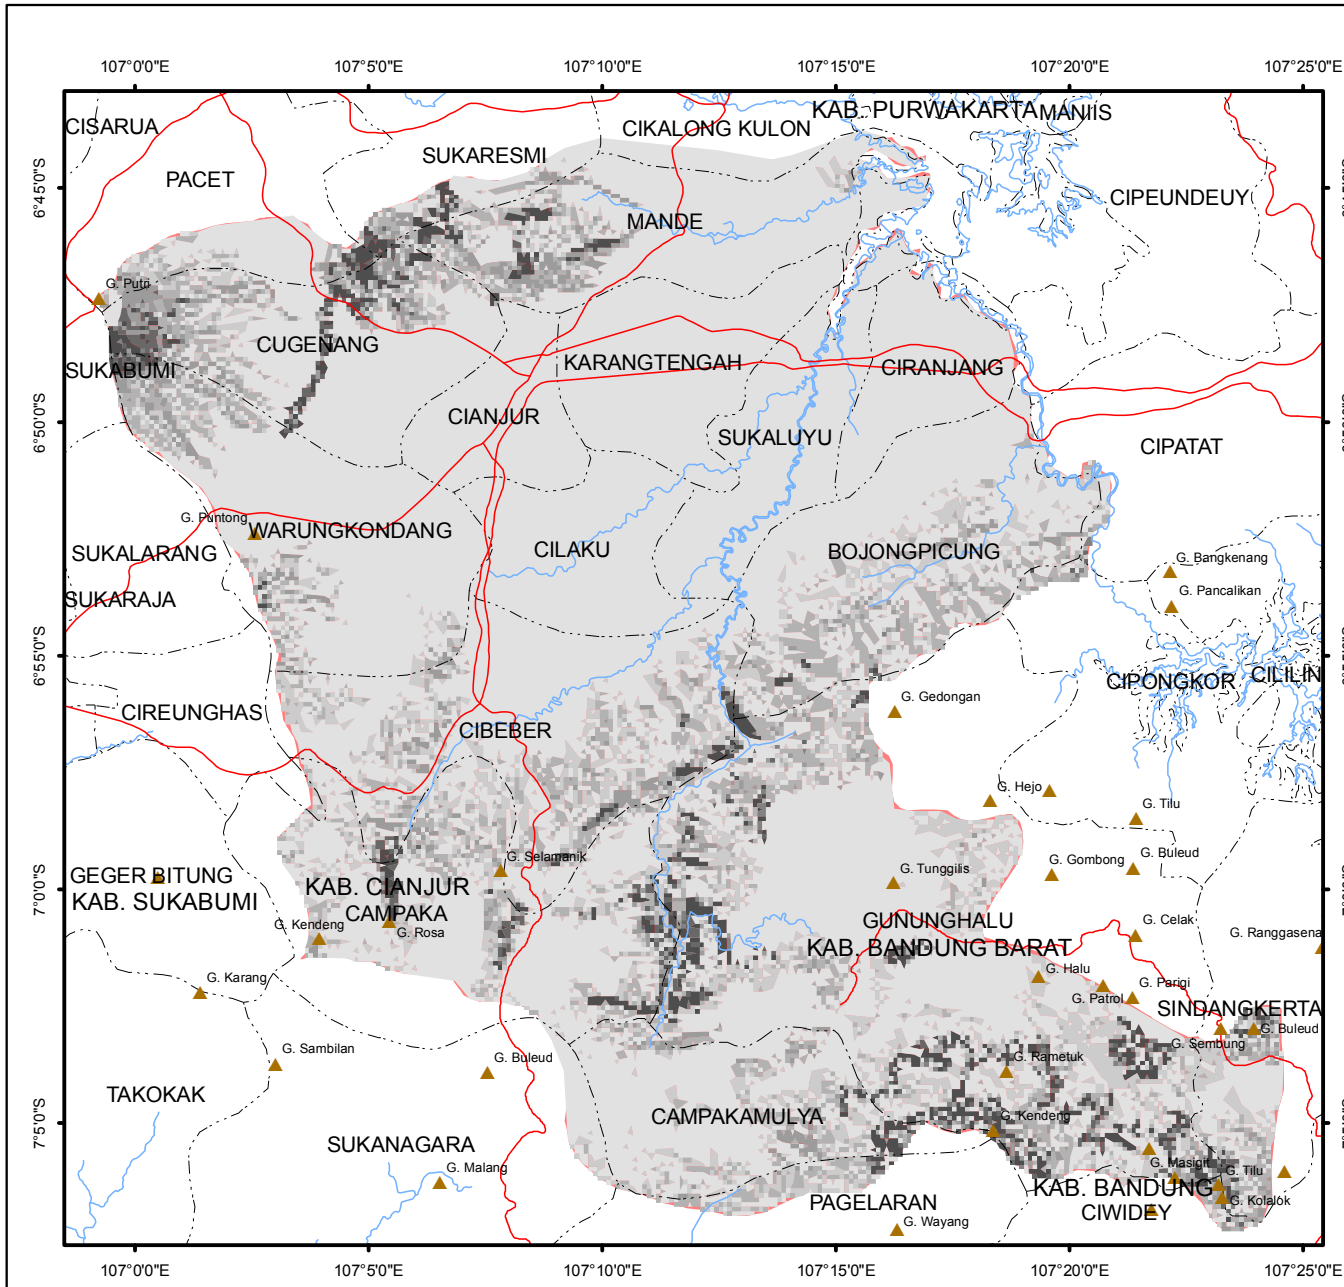 107°0'0"E 107°5'0"E 107°10'0"E 107°15'0"E 107°20'0"E 107°25'0"E
CISARUA
CIKALONG KULON
KAB. PURWAKARTA
MANIIS
SUKARESMI
PACET
6°45'0"S
CIPEUNDEUY
MANDE
G. Putri
CUGENANG
SUKABUMI
KARANGTENGAH
CIRANJANG
CIANJUR
6°50'0"S
SUKALUYU
CIPATAT
G. Puntong
WARUNGKONDANG
SUKALARANG
CILAKU
BOJONGPICUNG
G. Bangkenang
G. Pancalikan
SUKARAJA
6°55'0"S
CIPONGKOR
CILILIN
G. Gedongan
CIREUNGHAS
CIBEBER
G. Hejo
G. Tilu
G. Selamanik
G. Tunggilis
G. Gombong
G. Buleud
7°0'0"S
GEGER BITUNG
KAB. SUKABUMI
KAB. CIANJUR
CAMPAKA
G. Kendeng
G. Rosa
GUNUNGHALU
KAB. BANDUNG BARAT
G. Celak
G. Ranggasena
G. Karang
G. Halu
G. Patrol
G. Parigi
SINDANGKERTA
G. Sembung
G. Buleud
G. Sambilan
G. Buleud
G. Rametuk
TAKOKAK
CAMPAKAMULYA
G. Kendeng
7°5'0"S
SUKANAGARA
G. Malang
G. Masigit
G. Tilu
KAB. BANDUNG
CIWIDEY
G. Kolalok
PAGELARAN
G. Wayang
107°0'0"E 107°5'0"E 107°10'0"E 107°15'0"E 107°20'0"E 107°25'0"E